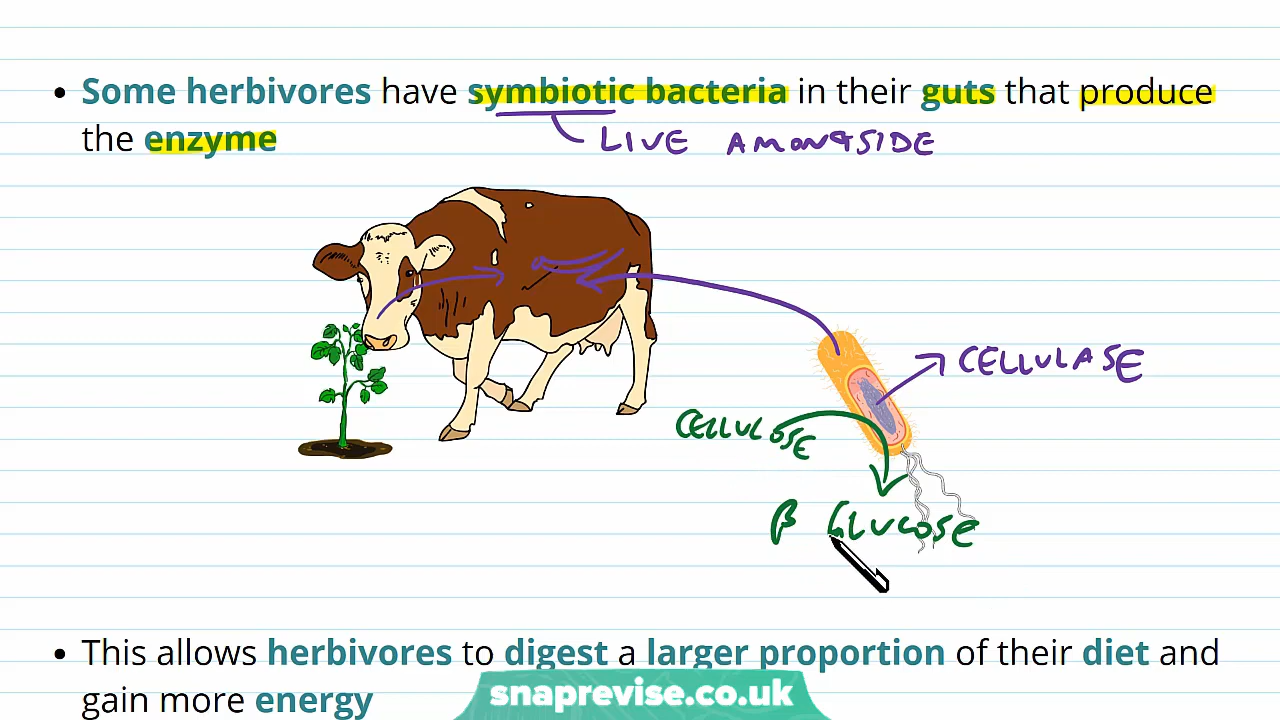 • Some herbivores have symbiotic bacteria in their guts that produce
the enzyme
LIVE AMONGSIDE
CELLULASE
CELLULOSE
β GLUCOSE
• This allows herbivores to digest a larger proportion of their diet and
gain more energy
snaprevise.co.uk